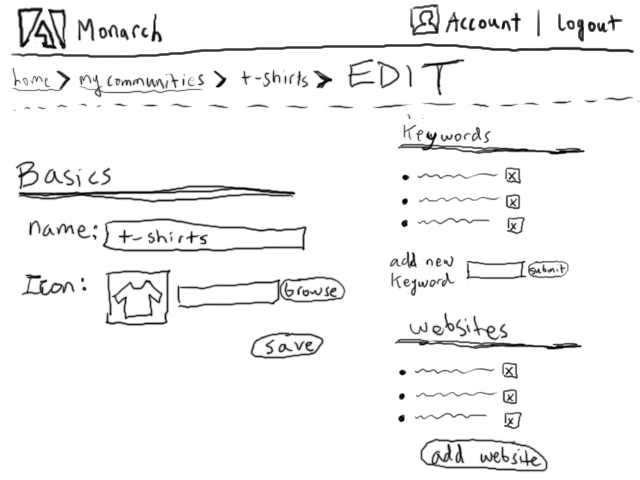 Monarch
Account | Logout
home > my communities > t-shirts > EDIT
Basics
name: t-shirts
Icon: browse
save
Keywords
x
x
x
add new
Keyword submit
websites
x
x
x
add website